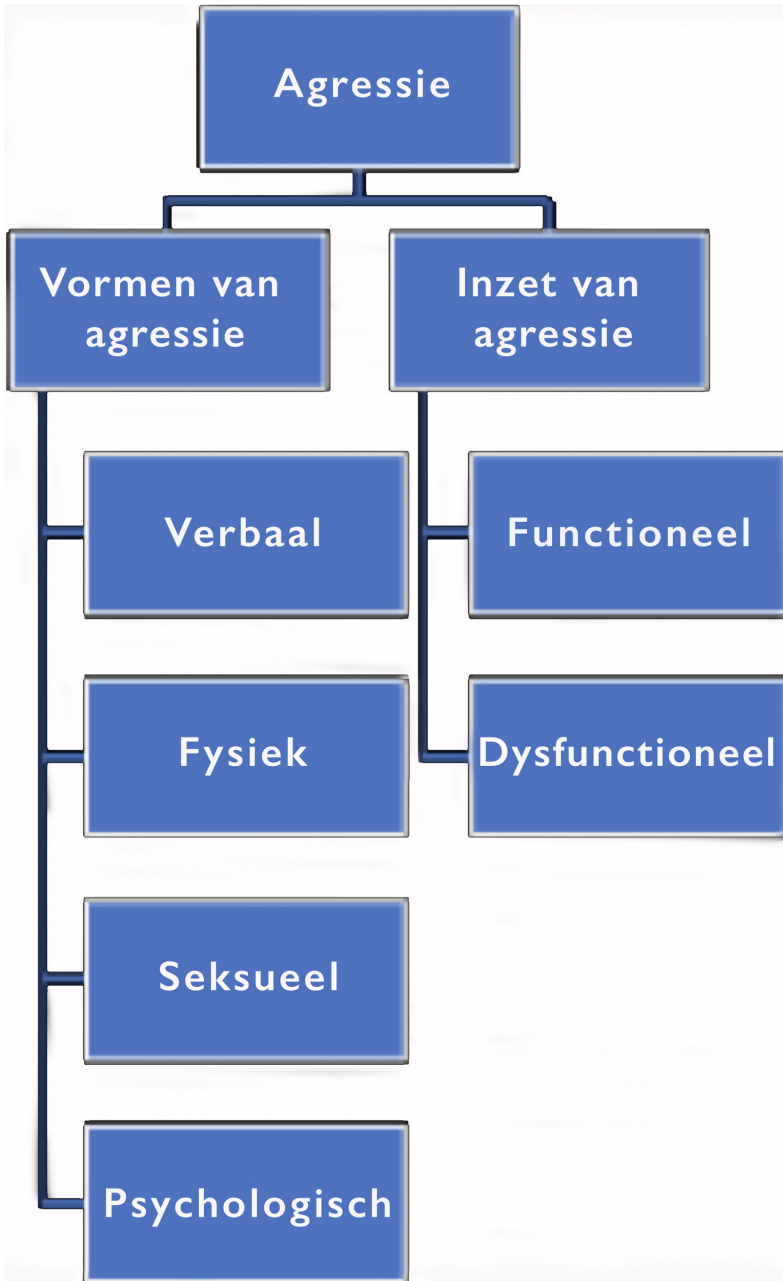 Agressie
Vormen van
agressie
Inzet van
agressie
Verbaal
Functioneel
Fysiek
Dysfunctioneel
Seksueel
Psychologisch